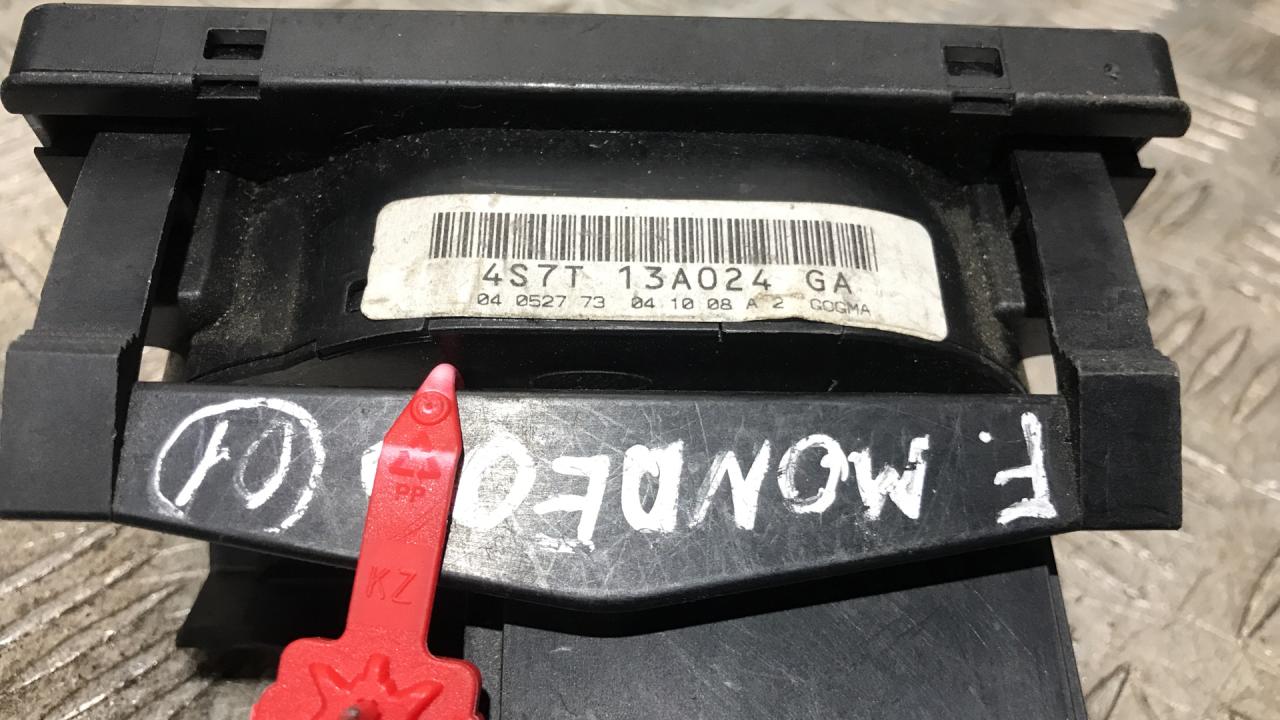 4S7T 13A024 GA
04 0527 73 04 10 08 A 2 GOGMA
F. MONDEO
01
PP
KZ